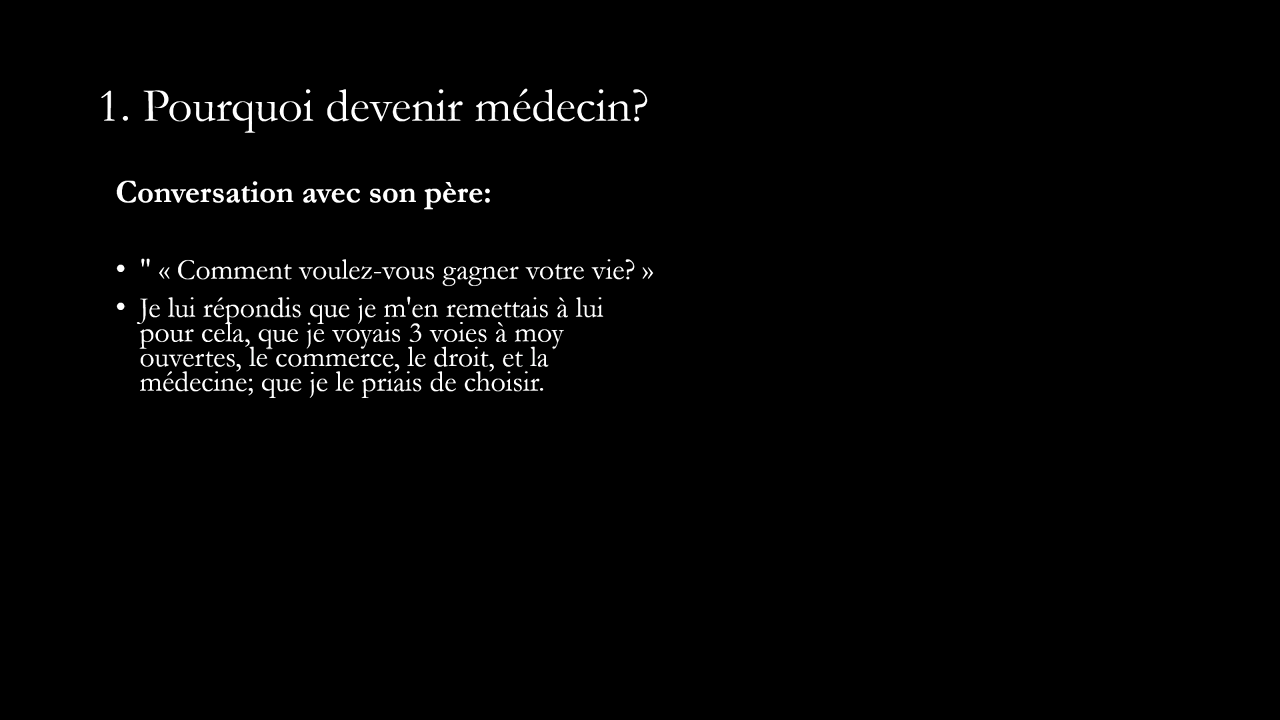 1. Pourquoi devenir médecin?
Conversation avec son père:
• " « Comment voulez-vous gagner votre vie? »
• Je lui répondis que je m'en remettais à lui
pour cela, que je voyais 3 voies à moy
ouvertes, le commerce, le droit, et la
médecine; que je le priais de choisir.